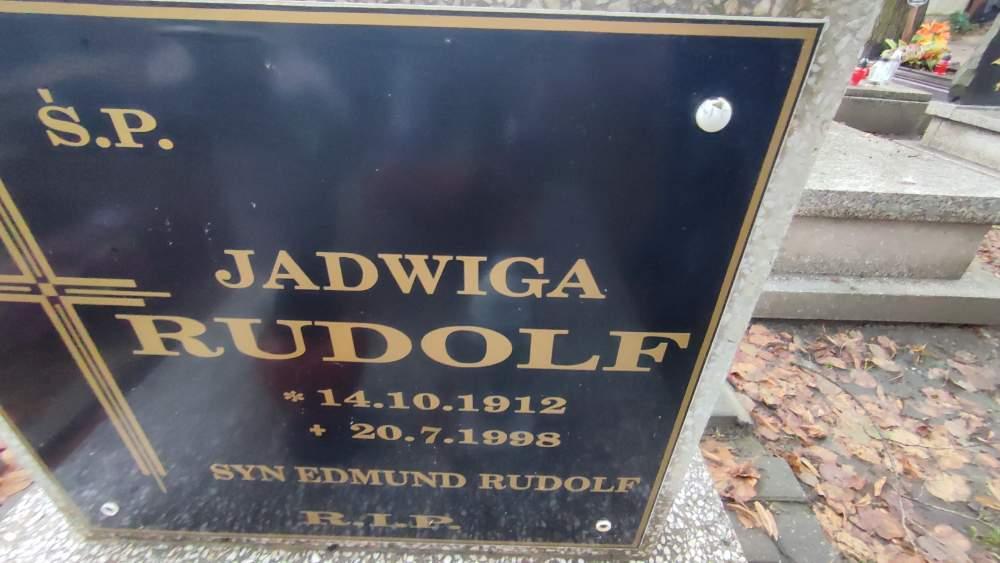 Ś.P.
JADWIGA
RUDOLF
* 14.10.1912
+ 20.7.1998
SYN EDMUND RUDOLF
R.I.P.